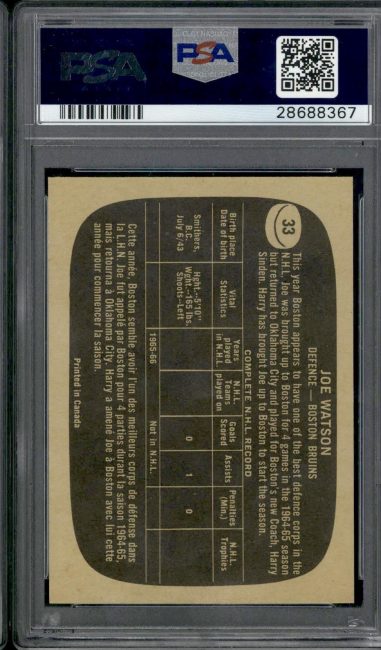 PSA
PSA
28688367
33
JOE WATSON
DEFENCE — BOSTON BRUINS
This year Boston appears to have one of the best defence corps in the
N.H.L. Joe was brought up to Boston for 4 games in the 1964-65 season
but returned to Oklahoma City and played for Boston's new Coach, Harry
Sinden. Harry has brought Joe up to Boston to start the season.
COMPLETE N.H.L. RECORD
Birth place Date of birth
Vitals Statistics
Years played in N.H.L.
N.H.L. Teams played on
Goals Scored
Assists
Penalties (Min.)
N.H.L. Trophies
Smithers, B.C. July 6/43
Hght.—5'10" Wght.—165 lbs. Shoots—Left
0 1 0
1965-66 Not in N.H.L.
Cette année, Boston semble avoir l'un des meilleurs corps de défense dans
la L.H.N. Joe fut appelé par Boston pour 4 parties durant la saison 1964-65,
mais retourna à Oklahoma City. Harry a amené Joe à Boston avec lui cette
année pour commencer la saison.
Printed in Canada